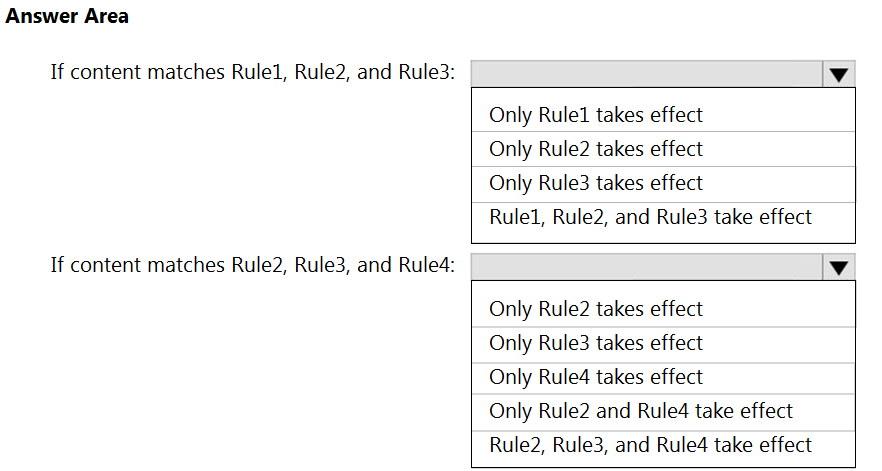 Answer Area
If content matches Rule1, Rule2, and Rule3:
Only Rule1 takes effect
Only Rule2 takes effect
Only Rule3 takes effect
Rule1, Rule2, and Rule3 take effect
If content matches Rule2, Rule3, and Rule4:
Only Rule2 takes effect
Only Rule3 takes effect
Only Rule4 takes effect
Only Rule2 and Rule4 take effect
Rule2, Rule3, and Rule4 take effect